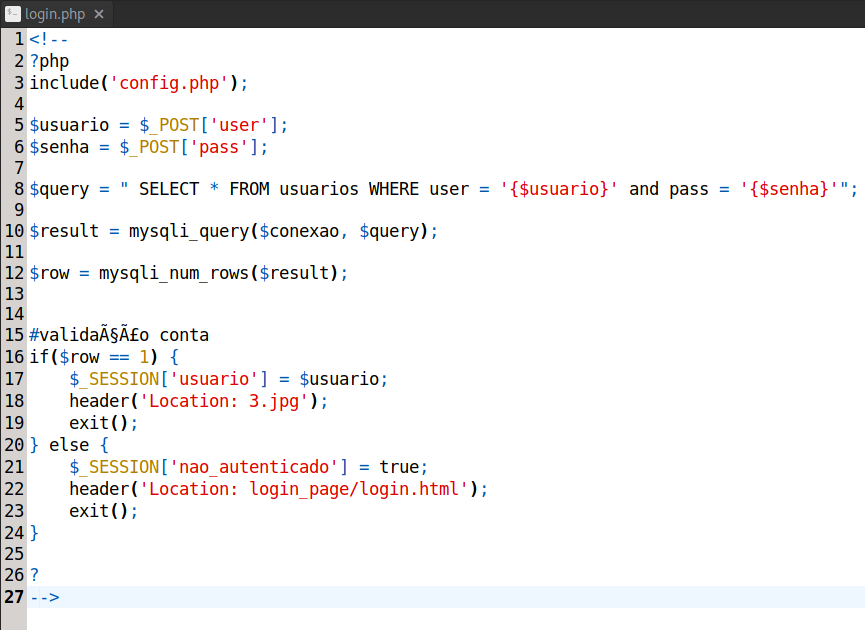 login.php ×
1 <!--
2 ?php
3 include('config.php');
4
5 $usuario = $_POST['user'];
6 $senha = $_POST['pass'];
7
8 $query = " SELECT * FROM usuarios WHERE user = '{$usuario}' and pass = '{$senha}'";
9
10 $result = mysqli_query($conexao, $query);
11
12 $row = mysqli_num_rows($result);
13
14
15 #validaÃ§Ã£o conta
16 if($row == 1) {
17     $_SESSION['usuario'] = $usuario;
18     header('Location: 3.jpg');
19     exit();
20 } else {
21     $_SESSION['nao_autenticado'] = true;
22     header('Location: login_page/login.html');
23     exit();
24 }
25
26 ?
27 -->